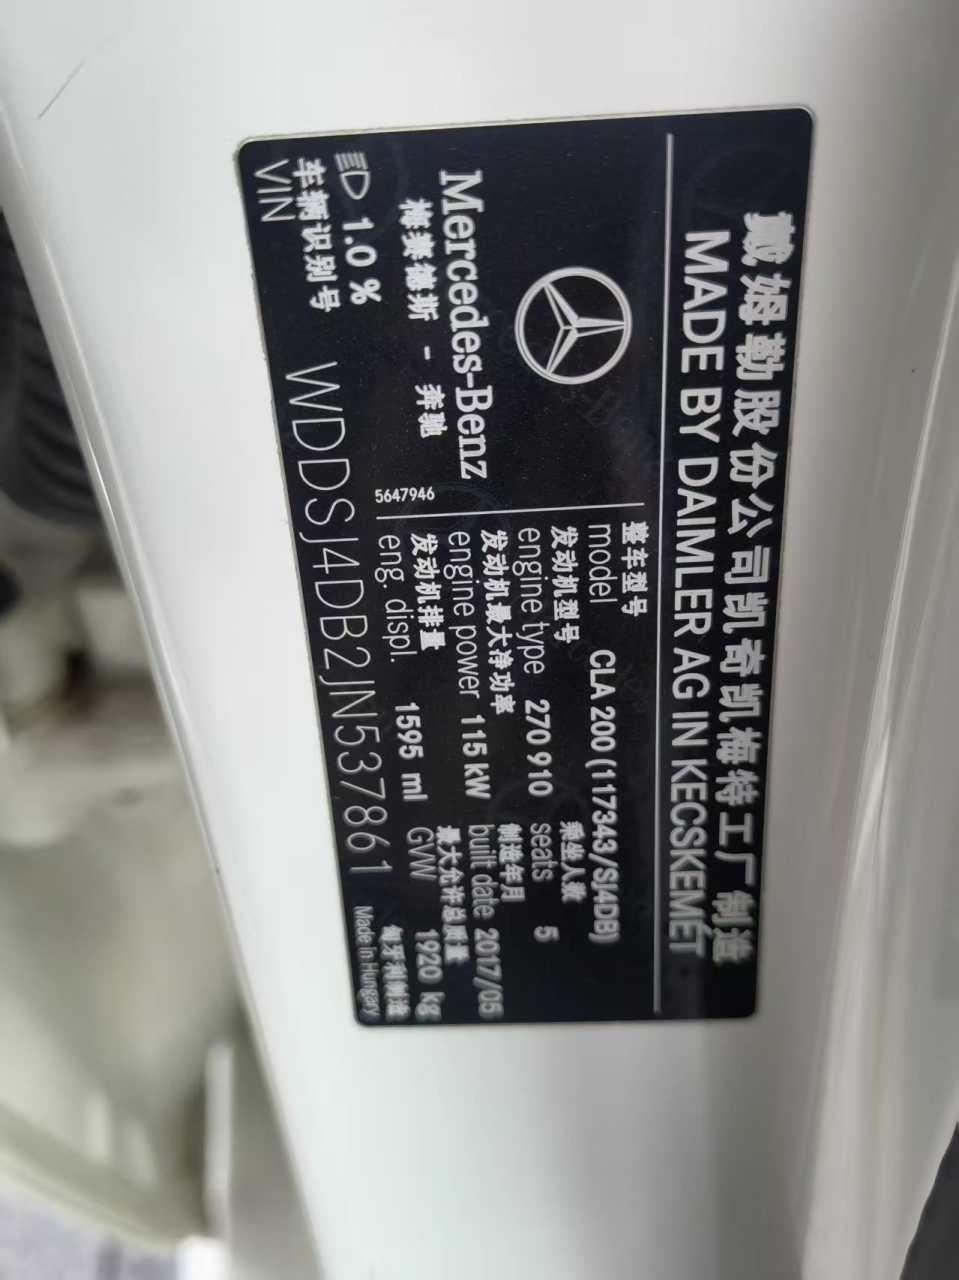 戴姆勒股份公司凯奇凯梅特工厂制造
MADE BY DAIMLER AG IN KECSKEMÉT
Mercedes-Benz
梅赛德斯 - 奔驰
1.0 %
5647946
整车型号
model CLA 200 (117343/SJ4DB)
发动机型号 乘坐人数
engine type 270 910 seats 5
发动机最大净功率 制造年月
engine power 115 kW built date 2017/05
发动机排量 最大允许总质量
eng. displ. 1595 ml GW 1920 kg
车辆识别号 匈牙利制造
VIN WDDSJ4DB2JN537861 Made In Hungary